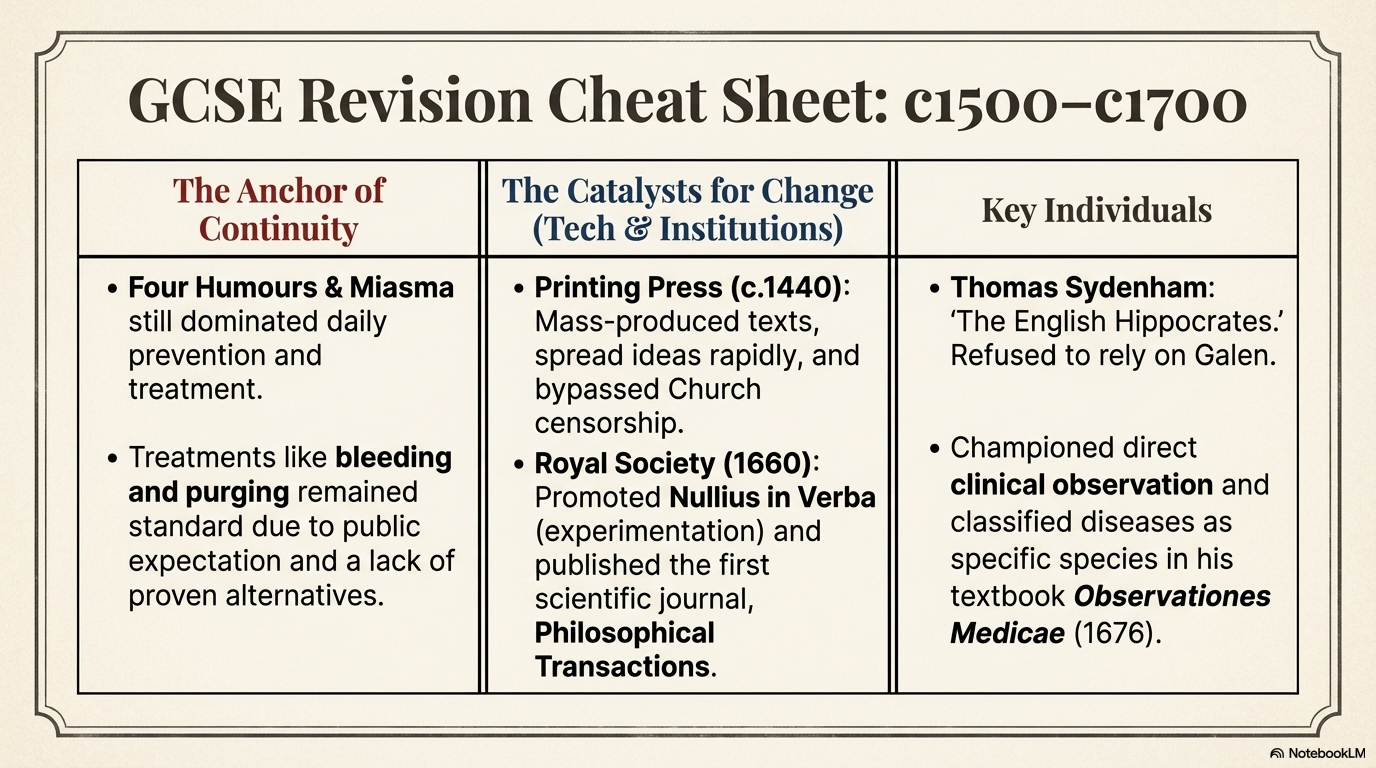 GCSE Revision Cheat Sheet: c1500–c1700
The Anchor of
Continuity
• Four Humours & Miasma
still dominated daily
prevention and
treatment.
• Treatments like bleeding
and purging remained
standard due to public
expectation and a lack of
proven alternatives.
The Catalysts for Change
(Tech & Institutions)
• Printing Press (c.1440):
Mass-produced texts,
spread ideas rapidly, and
bypassed Church
censorship.
• Royal Society (1660):
Promoted Nullius in Verba
(experimentation) and
published the first
scientific journal,
Philosophical
Transactions.
Key Individuals
• Thomas Sydenham:
‘The English Hippocrates.’
Refused to rely on Galen.
• Championed direct
clinical observation and
classified diseases as
specific species in his
textbook Observationes
Medicae (1676).
NotebookLM